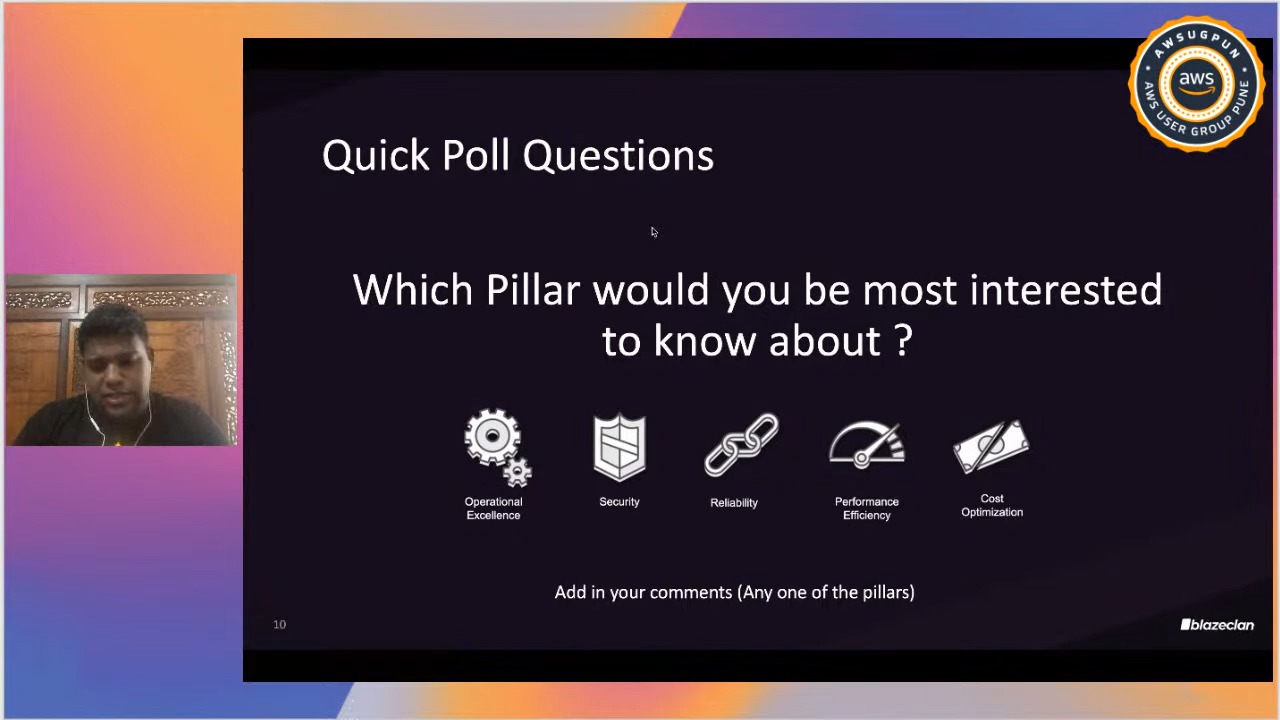 AWSUGPUN
aws
AWS USER GROUP PUNE
Quick Poll Questions
Which Pillar would you be most interested
to know about ?
Operational
Excellence
Security
Reliability
Performance
Efficiency
Cost
Optimization
Add in your comments (Any one of the pillars)
10
blazeclan